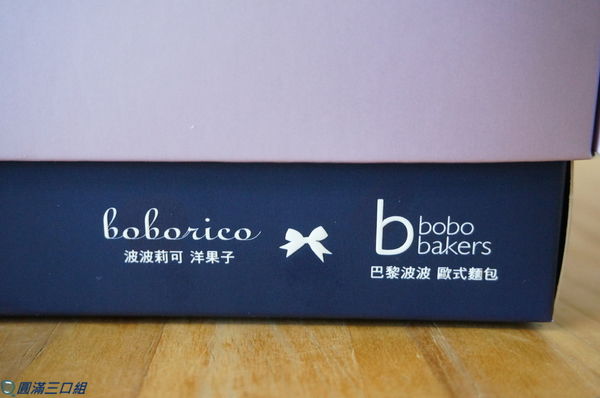 boborico
波波莉可 洋果子
b bobo
bakers
巴黎波波 歐式麵包
圓滿三口組